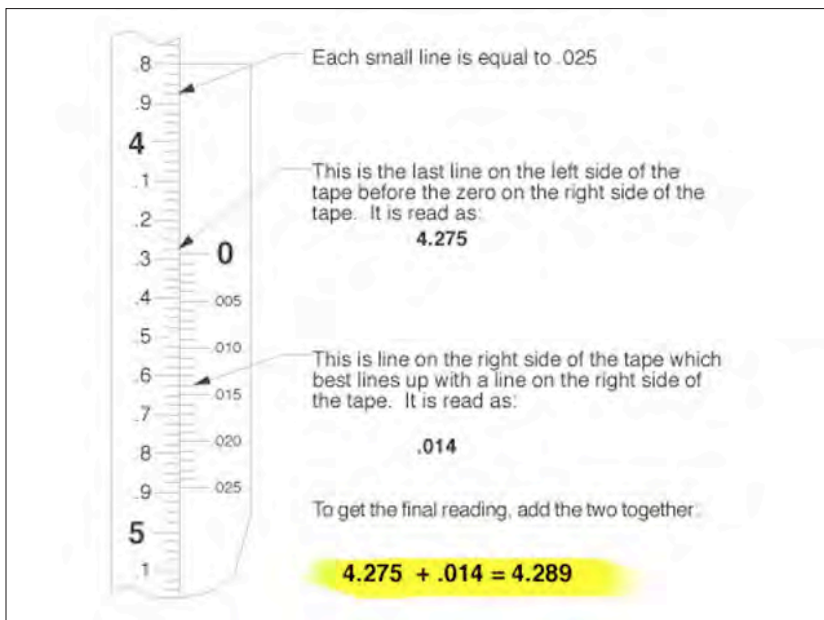 .8
.9
4
.1
.2
.3
.4
.5
.6
.7
.8
.9
5
.1
0
.005
.010
.015
.020
.025
Each small line is equal to .025
This is the last line on the left side of the
tape before the zero on the right side of the
tape. It is read as:
4.275
This is line on the right side of the tape which
best lines up with a line on the right side of
the tape. It is read as:
.014
To get the final reading, add the two together:
4.275 + .014 = 4.289